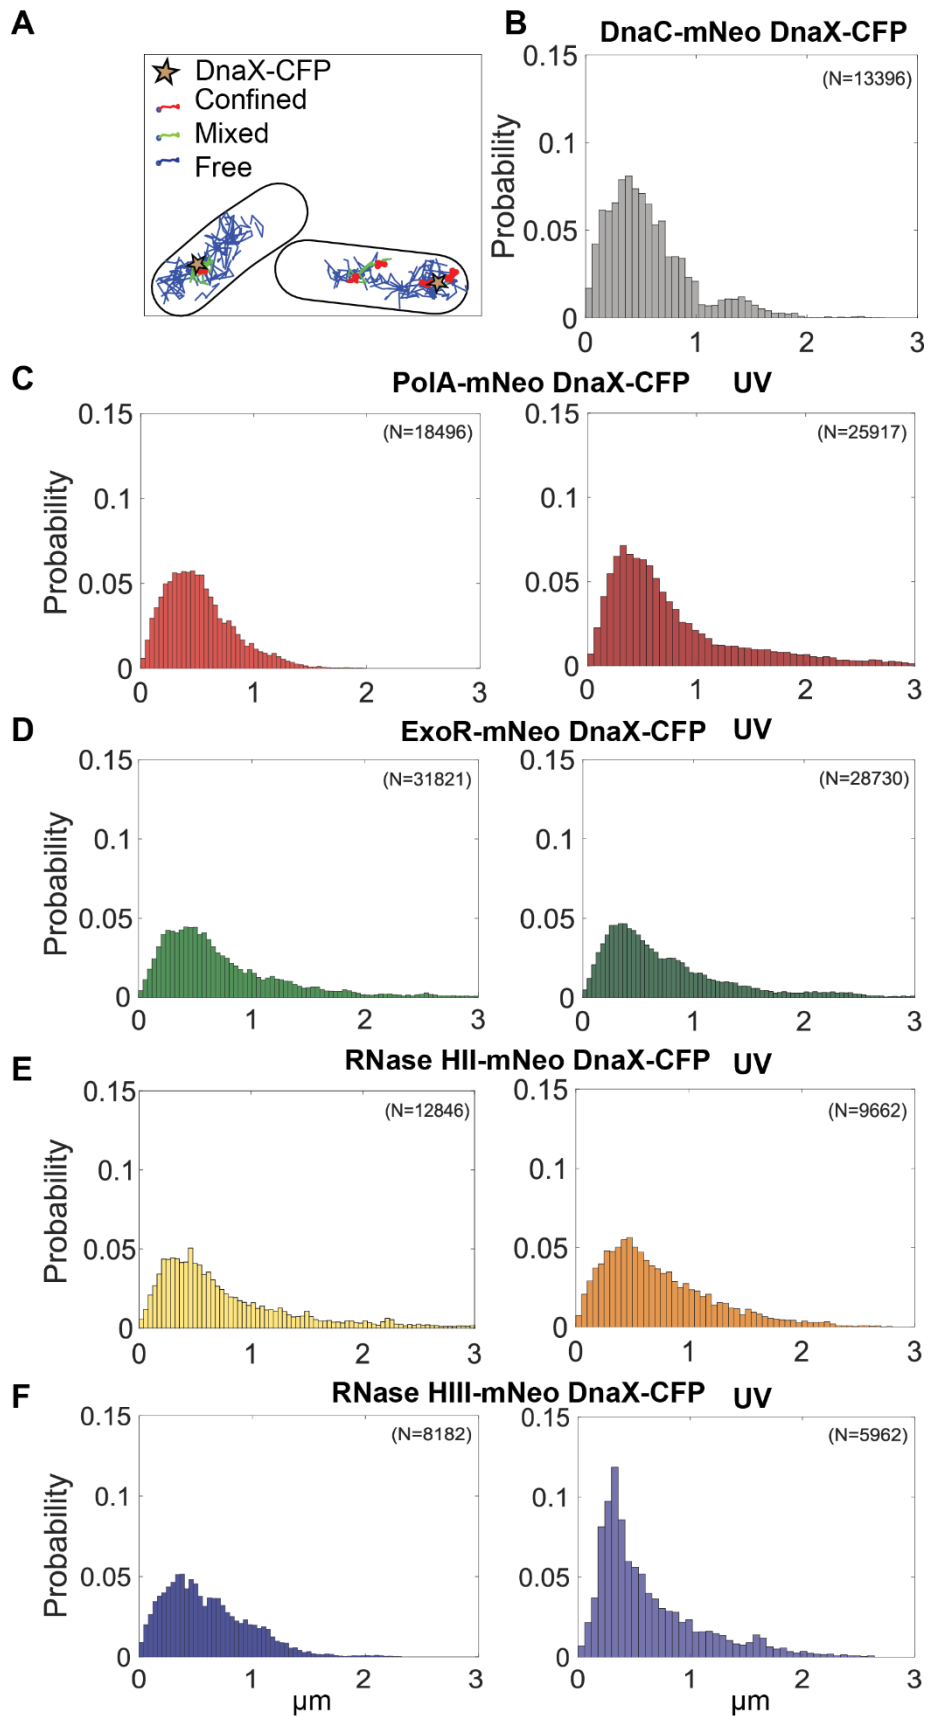 A
DnaX-CFP
Confined
Mixed
Free
B
DnaC-mNeo DnaX-CFP
(N=13396)
Probability
0.15
0.1
0.05
0
0 1 2 3
C
PolA-mNeo DnaX-CFP UV
(N=18496)
Probability
0.15
0.1
0.05
0
0 1 2 3
(N=25917)
0.15
0.1
0.05
0
0 1 2 3
D
ExoR-mNeo DnaX-CFP UV
(N=31821)
Probability
0.15
0.1
0.05
0
0 1 2 3
(N=28730)
0.15
0.1
0.05
0
0 1 2 3
E
RNase HII-mNeo DnaX-CFP UV
(N=12846)
Probability
0.15
0.1
0.05
0
0 1 2 3
(N=9662)
0.15
0.1
0.05
0
0 1 2 3
F
RNase HIII-mNeo DnaX-CFP UV
(N=8182)
Probability
0.15
0.1
0.05
0
0 1 2 3
μm
(N=5962)
0.15
0.1
0.05
0
0 1 2 3
μm